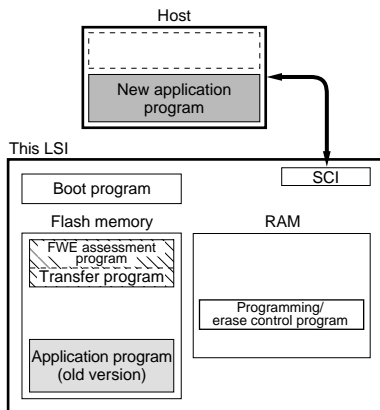 Host
New application
program
This LSI
SCI
Boot program
Flash memory
RAM
FWE assessment
program
Transfer program
Programming/
erase control program
Application program
(old version)